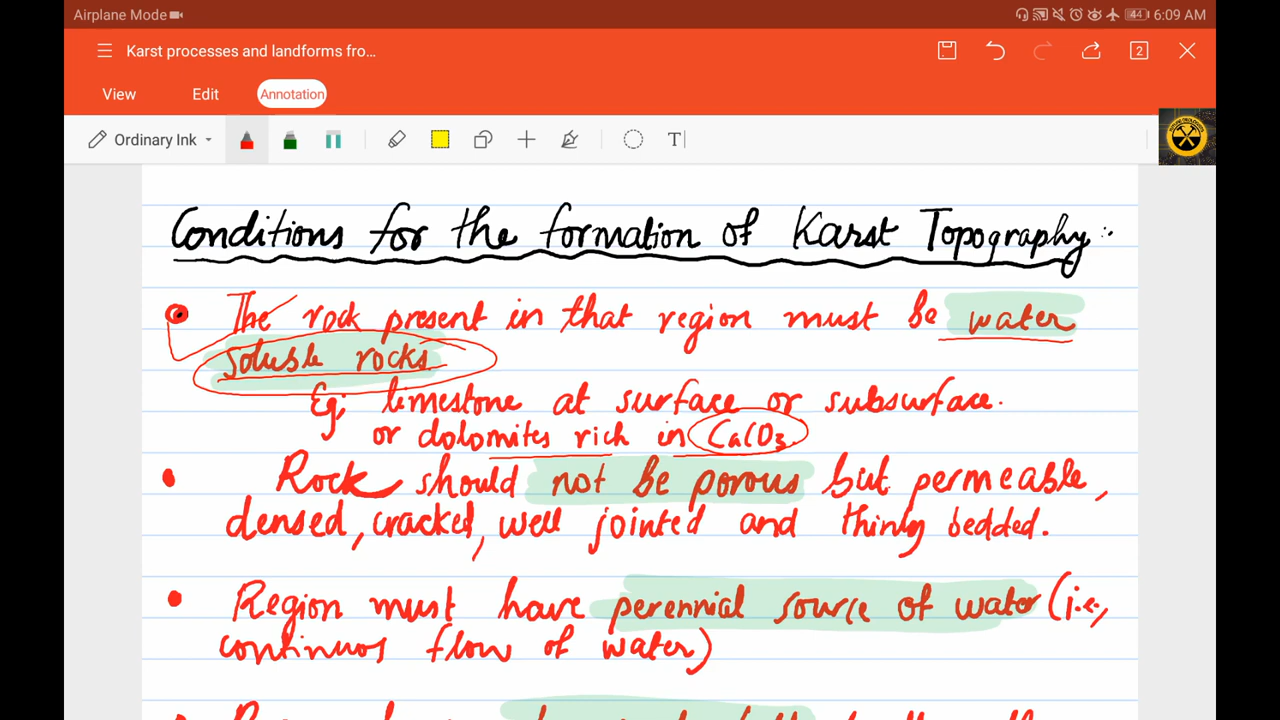 Airplane Mode
44 6:09 AM
Karst processes and landforms fro...
2
View Edit Annotation
Ordinary Ink
T
Conditions for the formation of Karst Topography :-
The rock present in that region must be water
soluble rocks
Eg; limestone at surface or subsurface.
or dolomites rich in CaCO3
Rock should not be porous but permeable,
densed, cracked, well jointed and thinly bedded.
Region must have perennial source of water (i.e.,
continuos flow of water)